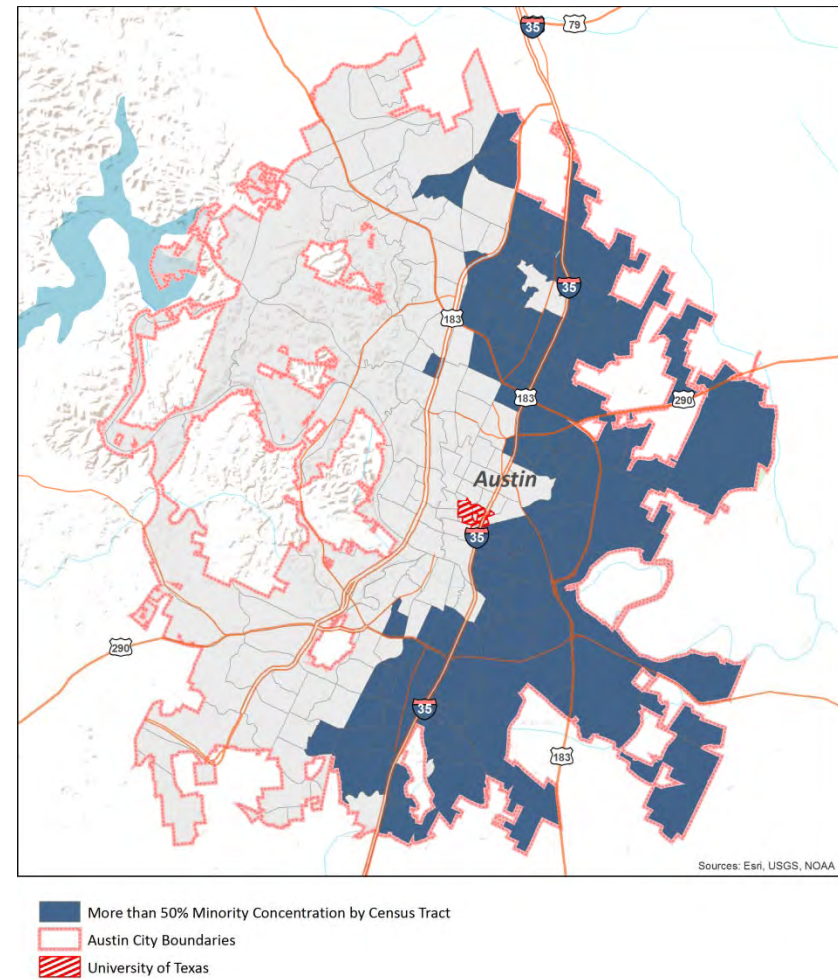 35
79
35
183
183
290
Austin
35
290
35
183
Sources: Esri, USGS, NOAA
More than 50% Minority Concentration by Census Tract
Austin City Boundaries
University of Texas